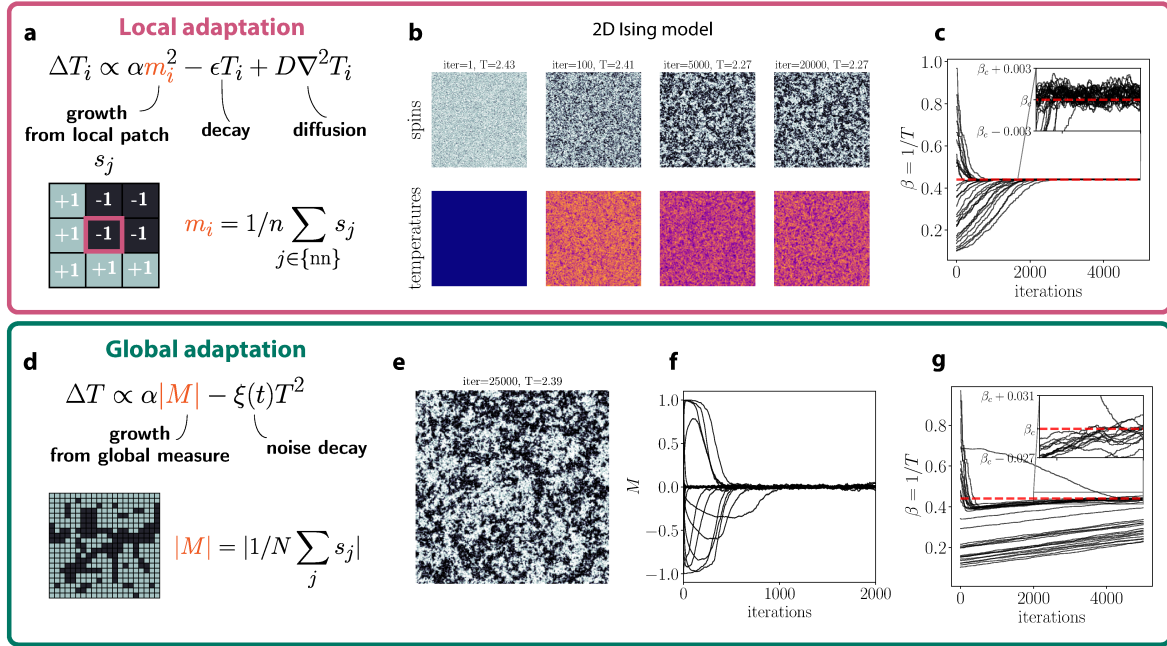 Local adaptation
a
ΔT_i ∝ αm_i^2 − ϵT_i + D∇^2T_i
growth
from local patch
decay
diffusion
s_j
+1 -1 -1
+1 -1 -1
+1 +1 +1
m_i = 1/n ∑ s_j
j∈{nn}
b
2D Ising model
iter=1, T=2.43
iter=100, T=2.41
iter=5000, T=2.27
iter=20000, T=2.27
spins
temperatures
c
1.0
0.8
0.6
0.4
0.2
β = 1/T
β_c + 0.003
β_c
β_c − 0.003
0 2000 4000
iterations
Global adaptation
d
ΔT ∝ α|M| − ξ(t)T^2
growth
from global measure
noise decay
|M| = |1/N ∑ s_j|
j
e
iter=25000, T=2.39
f
1.0
0.5
0.0
−0.5
−1.0
M
0 1000 2000
iterations
g
0.8
0.6
0.4
0.2
β = 1/T
β_c + 0.031
β_c
β_c − 0.027
0 2000 4000
iterations